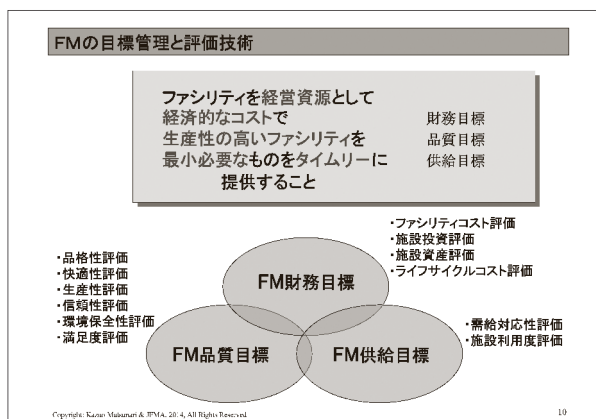 FMの目標管理と評価技術
ファシリティを経営資源として
経済的なコストで 財務目標
生産性の高いファシリティを 品質目標
最小必要なものをタイムリーに 供給目標
提供すること
・ファシリティコスト評価
・施設投資評価
・施設資産評価
・ライフサイクルコスト評価
・品格性評価
・快適性評価
・生産性評価
・信頼性評価
・環境保全性評価
・満足度評価
FM財務目標
・需給対応性評価
・施設利用度評価
FM品質目標
FM供給目標
Copyright: Kazuo Matsunari & JFMA, 2014, All Rights Reserved
10